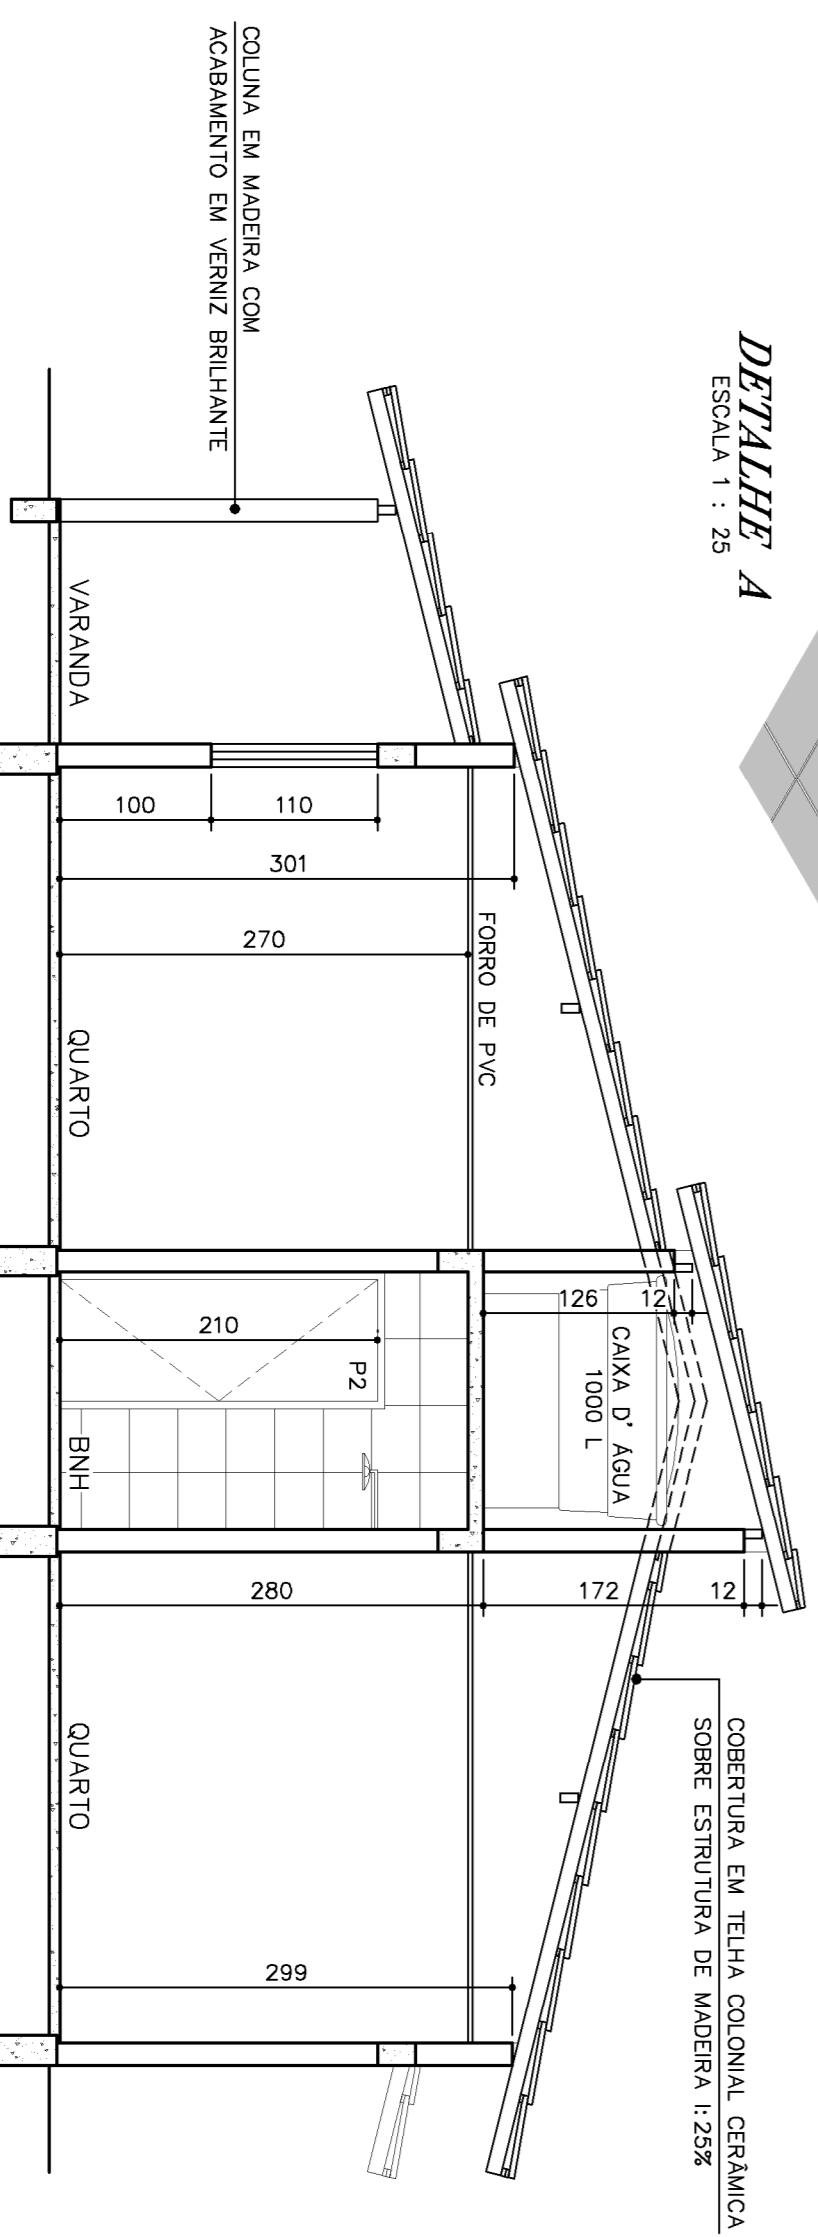 DETALHE A
ESCALA 1 : 25
COLUNA EM MADEIRA COM
ACABAMENTO EM VERNIZ BRILHANTE
COBERTURA EM TELHA COLONIAL CERÂMICA
SOBRE ESTRUTURA DE MADEIRA I:25%
12
12
126
172
CAIXA D' ÁGUA
1000 L
FORRO DE PVC
100
110
301
270
210
P2
280
299
VARANDA
QUARTO
BNH
QUARTO